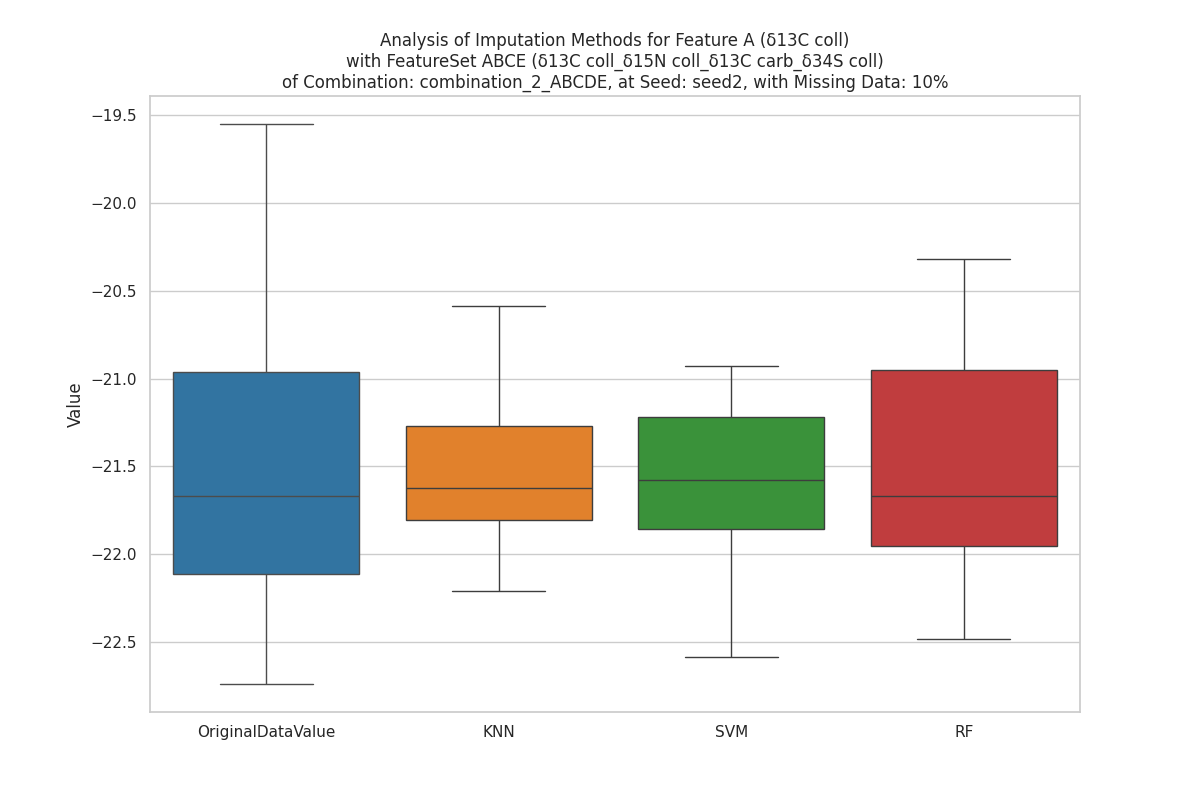 Analysis of Imputation Methods for Feature A (δ13C coll)
with FeatureSet ABCE (δ13C coll_δ15N coll_δ13C carb_δ34S coll)
of Combination: combination_2_ABCDE, at Seed: seed2, with Missing Data: 10%
−19.5
−20.0
−20.5
−21.0
−21.5
−22.0
−22.5
Value
OriginalDataValue
KNN
SVM
RF